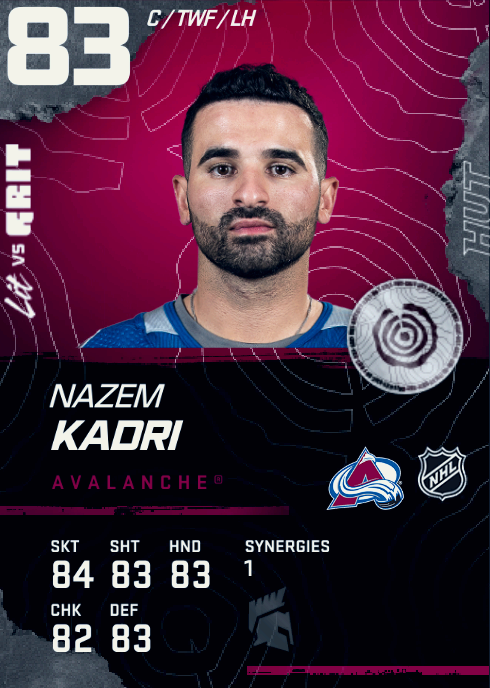 83
C / TWF / LH
Lit vs GRIT
HUT
NAZEM
KADRI
AVALANCHE®
NHL
SKT SHT HND SYNERGIES
84 83 83 1
CHK DEF
82 83